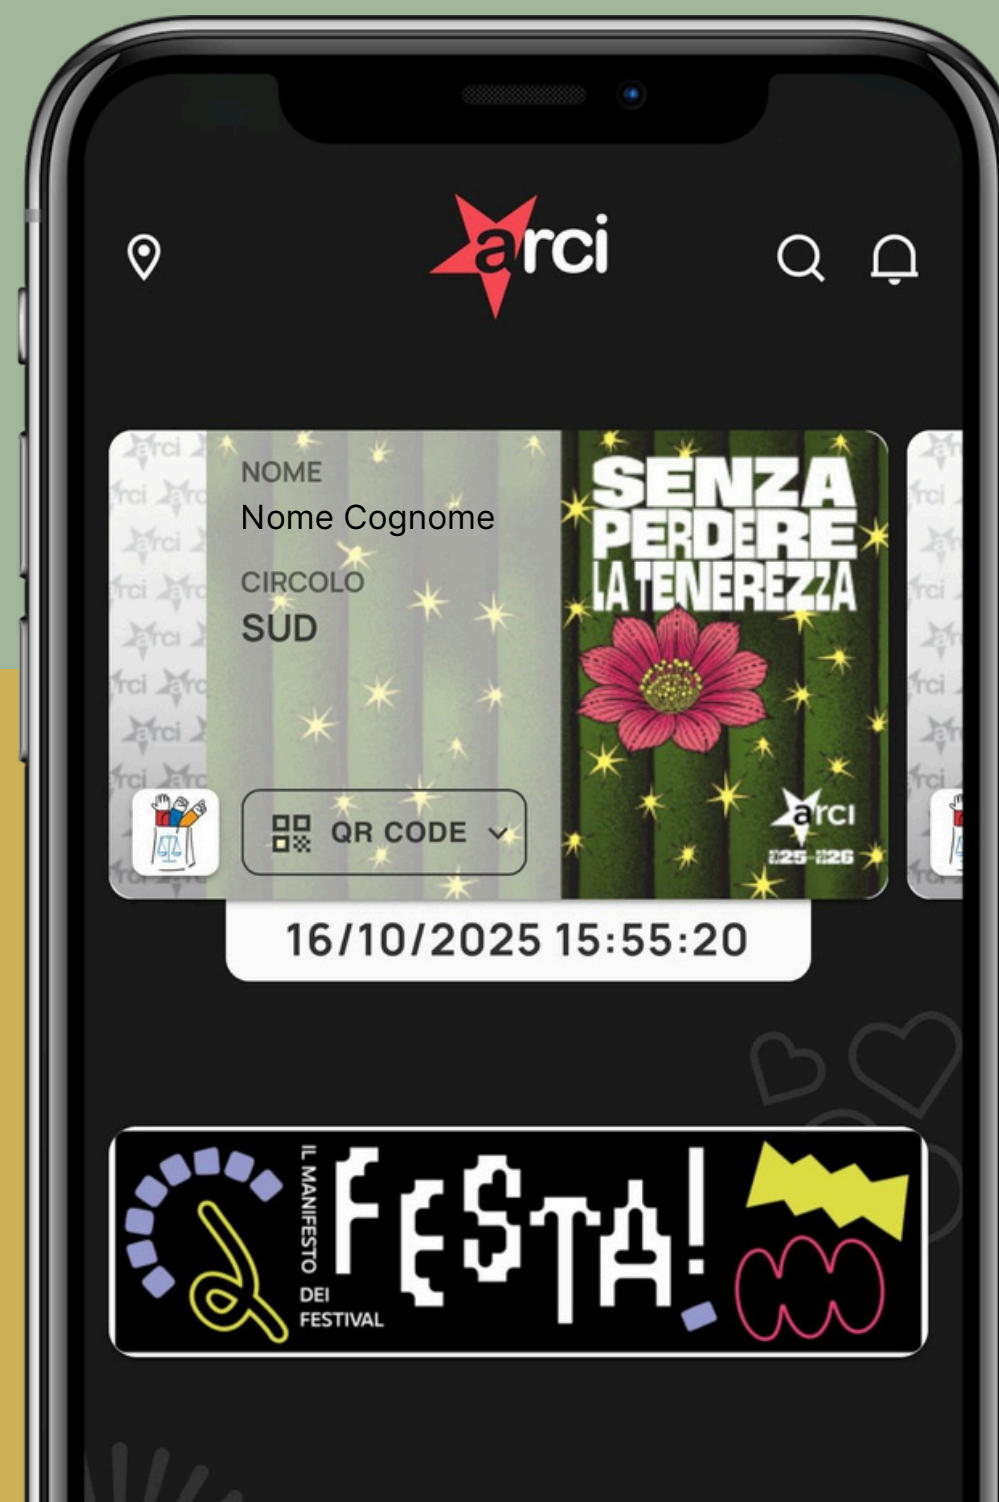 arci
NOME
Nome Cognome
CIRCOLO
SUD
QR CODE
SENZA
PERDERE
LA TENEREZZA
arci
16/10/2025 15:55:20
IL MANIFESTO
DEI
FESTIVAL
FESTA!